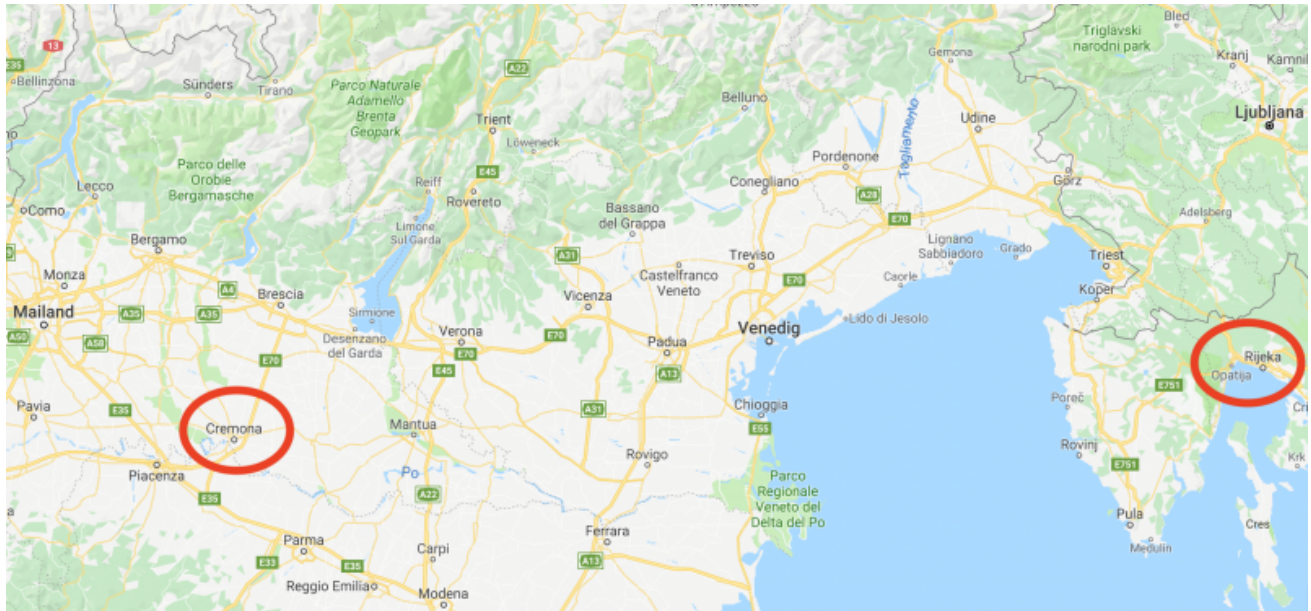 13
E35
Bellinzona
Sünders
Tirano
Parco Naturale
Adamello
Brenta
Geopark
A22
Trient
Löweneck
Belluno
Gemona
Udine
Tagliamento
Pordenone
Bled
Triglavski
narodni park
Kranj
Kamnik
Ljubljana
Parco delle
Orobie
Bergamasche
Lecco
Como
Reiff
E45
Rovereto
Limone
Sul Garda
Bassano
del Grappa
Conegliano
A28
E70
Görz
Adelsberg
Bergamo
Monza
A4
Brescia
A31
Castelfranco
Veneto
Treviso
E70
Lignano
Sabbiadoro
Grado
Caorle
Triest
Koper
Mailand
A35
A35
A50
A58
Sirmione
Desenzano
del Garda
Verona
E70
E45
E70
Vicenza
Padua
A13
Venedig
Lido di Jesolo
E70
Rijeka
Opatija
Pavia
E35
Cremona
Mantua
A31
Chioggia
E55
E751
Poreč
Cri
Piacenza
E35
Po
A22
Rovigo
Parco
Regionale
Veneto del
Delta del Po
Rovinj
E751
Krk
Pula
Medulin
Cres
Parma
E33
E35
Reggio Emilia
Carpi
Modena
Ferrara
A13